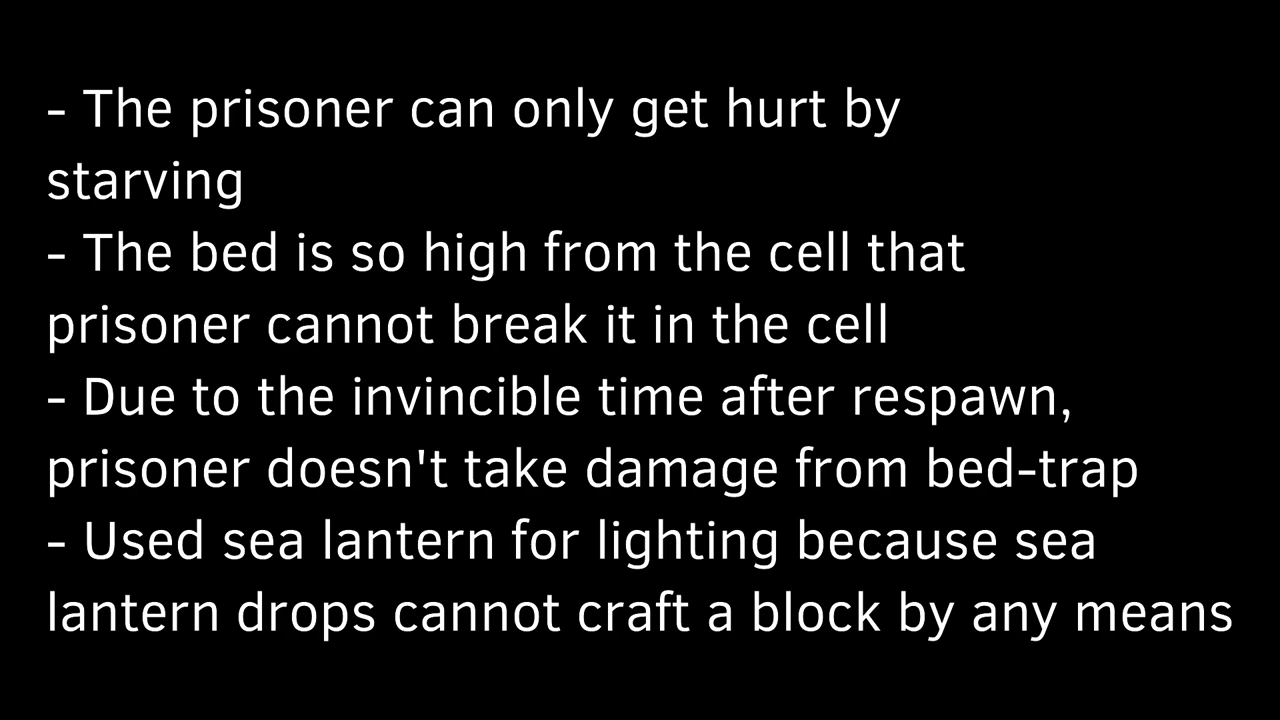 - The prisoner can only get hurt by
starving
- The bed is so high from the cell that
prisoner cannot break it in the cell
- Due to the invincible time after respawn,
prisoner doesn't take damage from bed-trap
- Used sea lantern for lighting because sea
lantern drops cannot craft a block by any means